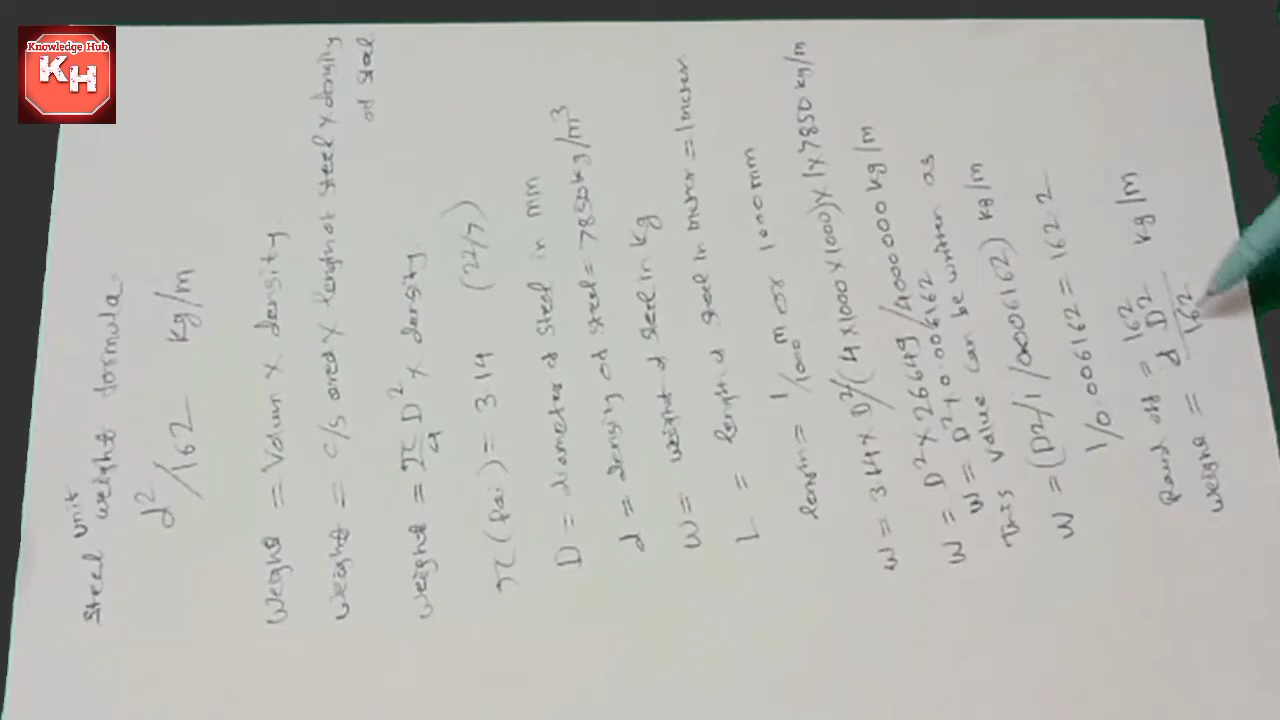 Knowledge Hub
KH
Steel unit weight formula
d²/162 kg/m
Weight = Volum x density
Weight = c/s area x length of steel x density of steel
Weight = π/4 D² x density
π (Pai) = 3.14 (22/7)
D = diameter of steel in mm
d = density of steel = 7850 kg/m³
W = weight of steel in kg
L = length of steel in meter = 1 meter
length = 1/1000 m or 1000 mm
W = 3.14 x D²/(4 x 1000 x 1000) x 1 x 7850 kg/m
W = D² x 24649/4000000 kg/m
W = D² x 0.006162
This value can be written as
W = (D²/1/0.006162) kg/m
1/0.006162 = 162.2
Round off = 162
Weight = D²/162 kg/m